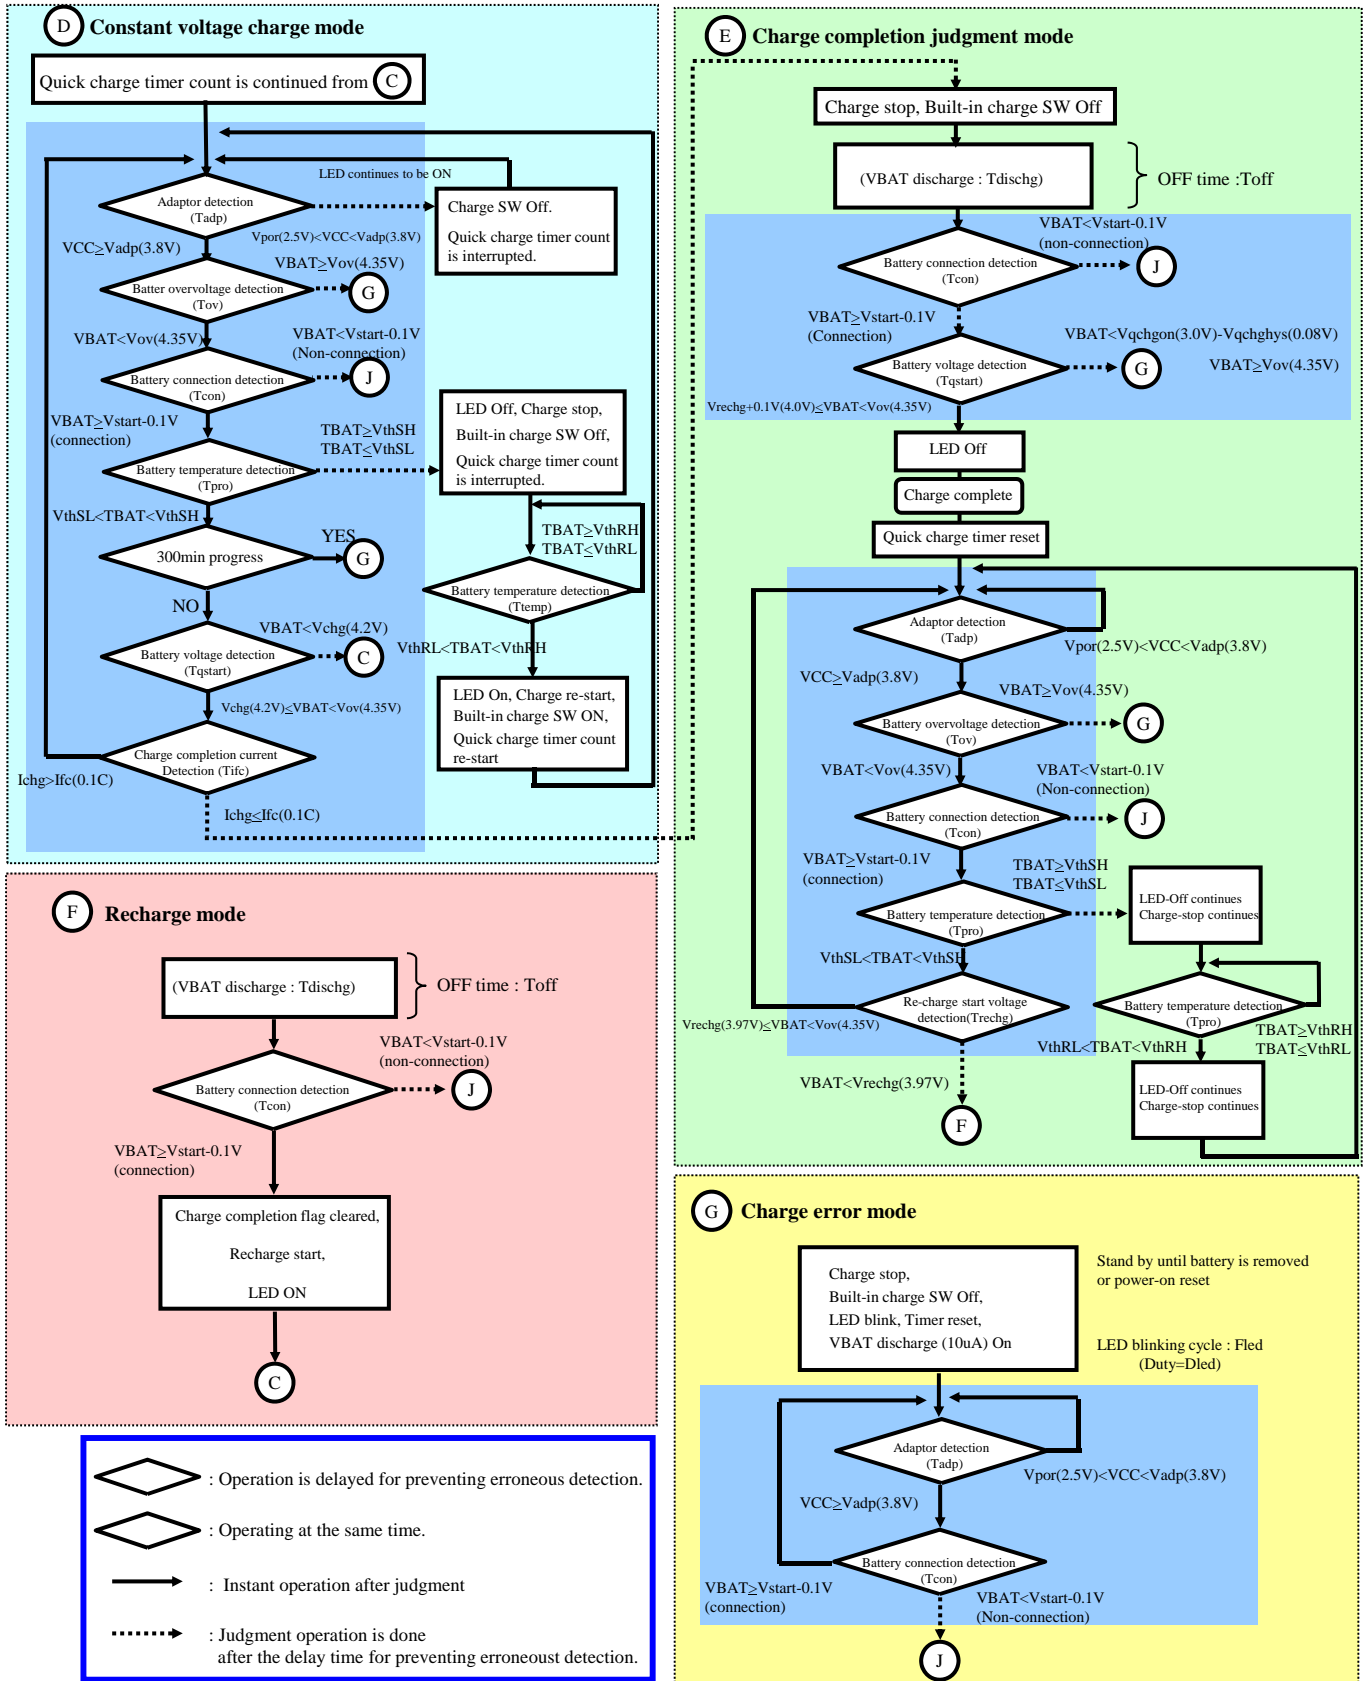 D Constant voltage charge mode
Quick charge timer count is continued from C
LED continues to be ON
Adaptor detection
(Tadp)
Charge SW Off.
Quick charge timer count
is interrupted.
Vpor(2.5V)<VCC<Vadp(3.8V)
VCC≥Vadp(3.8V)
VBAT≥Vov(4.35V)
Batter overvoltage detection
(Tov)
G
VBAT<Vov(4.35V)
VBAT<Vstart-0.1V
(Non-connection)
Battery connection detection
(Tcon)
J
VBAT≥Vstart-0.1V
(connection)
TBAT≥VthSH
TBAT≤VthSL
LED Off, Charge stop,
Built-in charge SW Off,
Quick charge timer count
is interrupted.
Battery temperature detection
(Tpro)
VthSL<TBAT<VthSH
TBAT≥VthRH
TBAT≤VthRL
300min progress
YES
G
Battery temperature detection
(Ttemp)
NO
VBAT<Vchg(4.2V)
Battery voltage detection
(Tqstart)
C
VthRL<TBAT<VthRH
Vchg(4.2V)≤VBAT<Vov(4.35V)
LED On, Charge re-start,
Built-in charge SW ON,
Quick charge timer count
re-start
Charge completion current
Detection (Tifc)
Ichg>Ifc(0.1C)
Ichg≤Ifc(0.1C)
E Charge completion judgment mode
Charge stop, Built-in charge SW Off
(VBAT discharge : Tdischg)
OFF time :Toff
VBAT<Vstart-0.1V
(non-connection)
Battery connection detection
(Tcon)
J
VBAT≥Vstart-0.1V
(Connection)
VBAT<Vqchgon(3.0V)-Vqchghys(0.08V)
VBAT≥Vov(4.35V)
Battery voltage detection
(Tqstart)
G
Vrechg+0.1V(4.0V)≤VBAT<Vov(4.35V)
LED Off
Charge complete
Quick charge timer reset
Adaptor detection
(Tadp)
Vpor(2.5V)<VCC<Vadp(3.8V)
VCC≥Vadp(3.8V)
VBAT≥Vov(4.35V)
Battery overvoltage detection
(Tov)
G
VBAT<Vov(4.35V)
VBAT<Vstart-0.1V
(Non-connection)
Battery connection detection
(Tcon)
J
VBAT≥Vstart-0.1V
(connection)
TBAT≥VthSH
TBAT≤VthSL
Battery temperature detection
(Tpro)
LED-Off continues
Charge-stop continues
VthSL<TBAT<VthSH
Re-charge start voltage
detection(Trechg)
Vrechg(3.97V)≤VBAT<Vov(4.35V)
Battery temperature detection
(Tpro)
TBAT≥VthRH
TBAT≤VthRL
VthRL<TBAT<VthRH
VBAT<Vrechg(3.97V)
LED-Off continues
Charge-stop continues
F
F Recharge mode
(VBAT discharge : Tdischg)
OFF time : Toff
VBAT<Vstart-0.1V
(non-connection)
Battery connection detection
(Tcon)
J
VBAT≥Vstart-0.1V
(connection)
Charge completion flag cleared,
Recharge start,
LED ON
C
G Charge error mode
Charge stop,
Built-in charge SW Off,
LED blink, Timer reset,
VBAT discharge (10uA) On
Stand by until battery is removed
or power-on reset
LED blinking cycle : Fled
(Duty=Dled)
Adaptor detection
(Tadp)
Vpor(2.5V)<VCC<Vadp(3.8V)
VCC≥Vadp(3.8V)
Battery connection detection
(Tcon)
VBAT≥Vstart-0.1V
(connection)
VBAT<Vstart-0.1V
(Non-connection)
J
: Operation is delayed for preventing erroneous detection.
: Operating at the same time.
: Instant operation after judgment
: Judgment operation is done
after the delay time for preventing erroneoust detection.